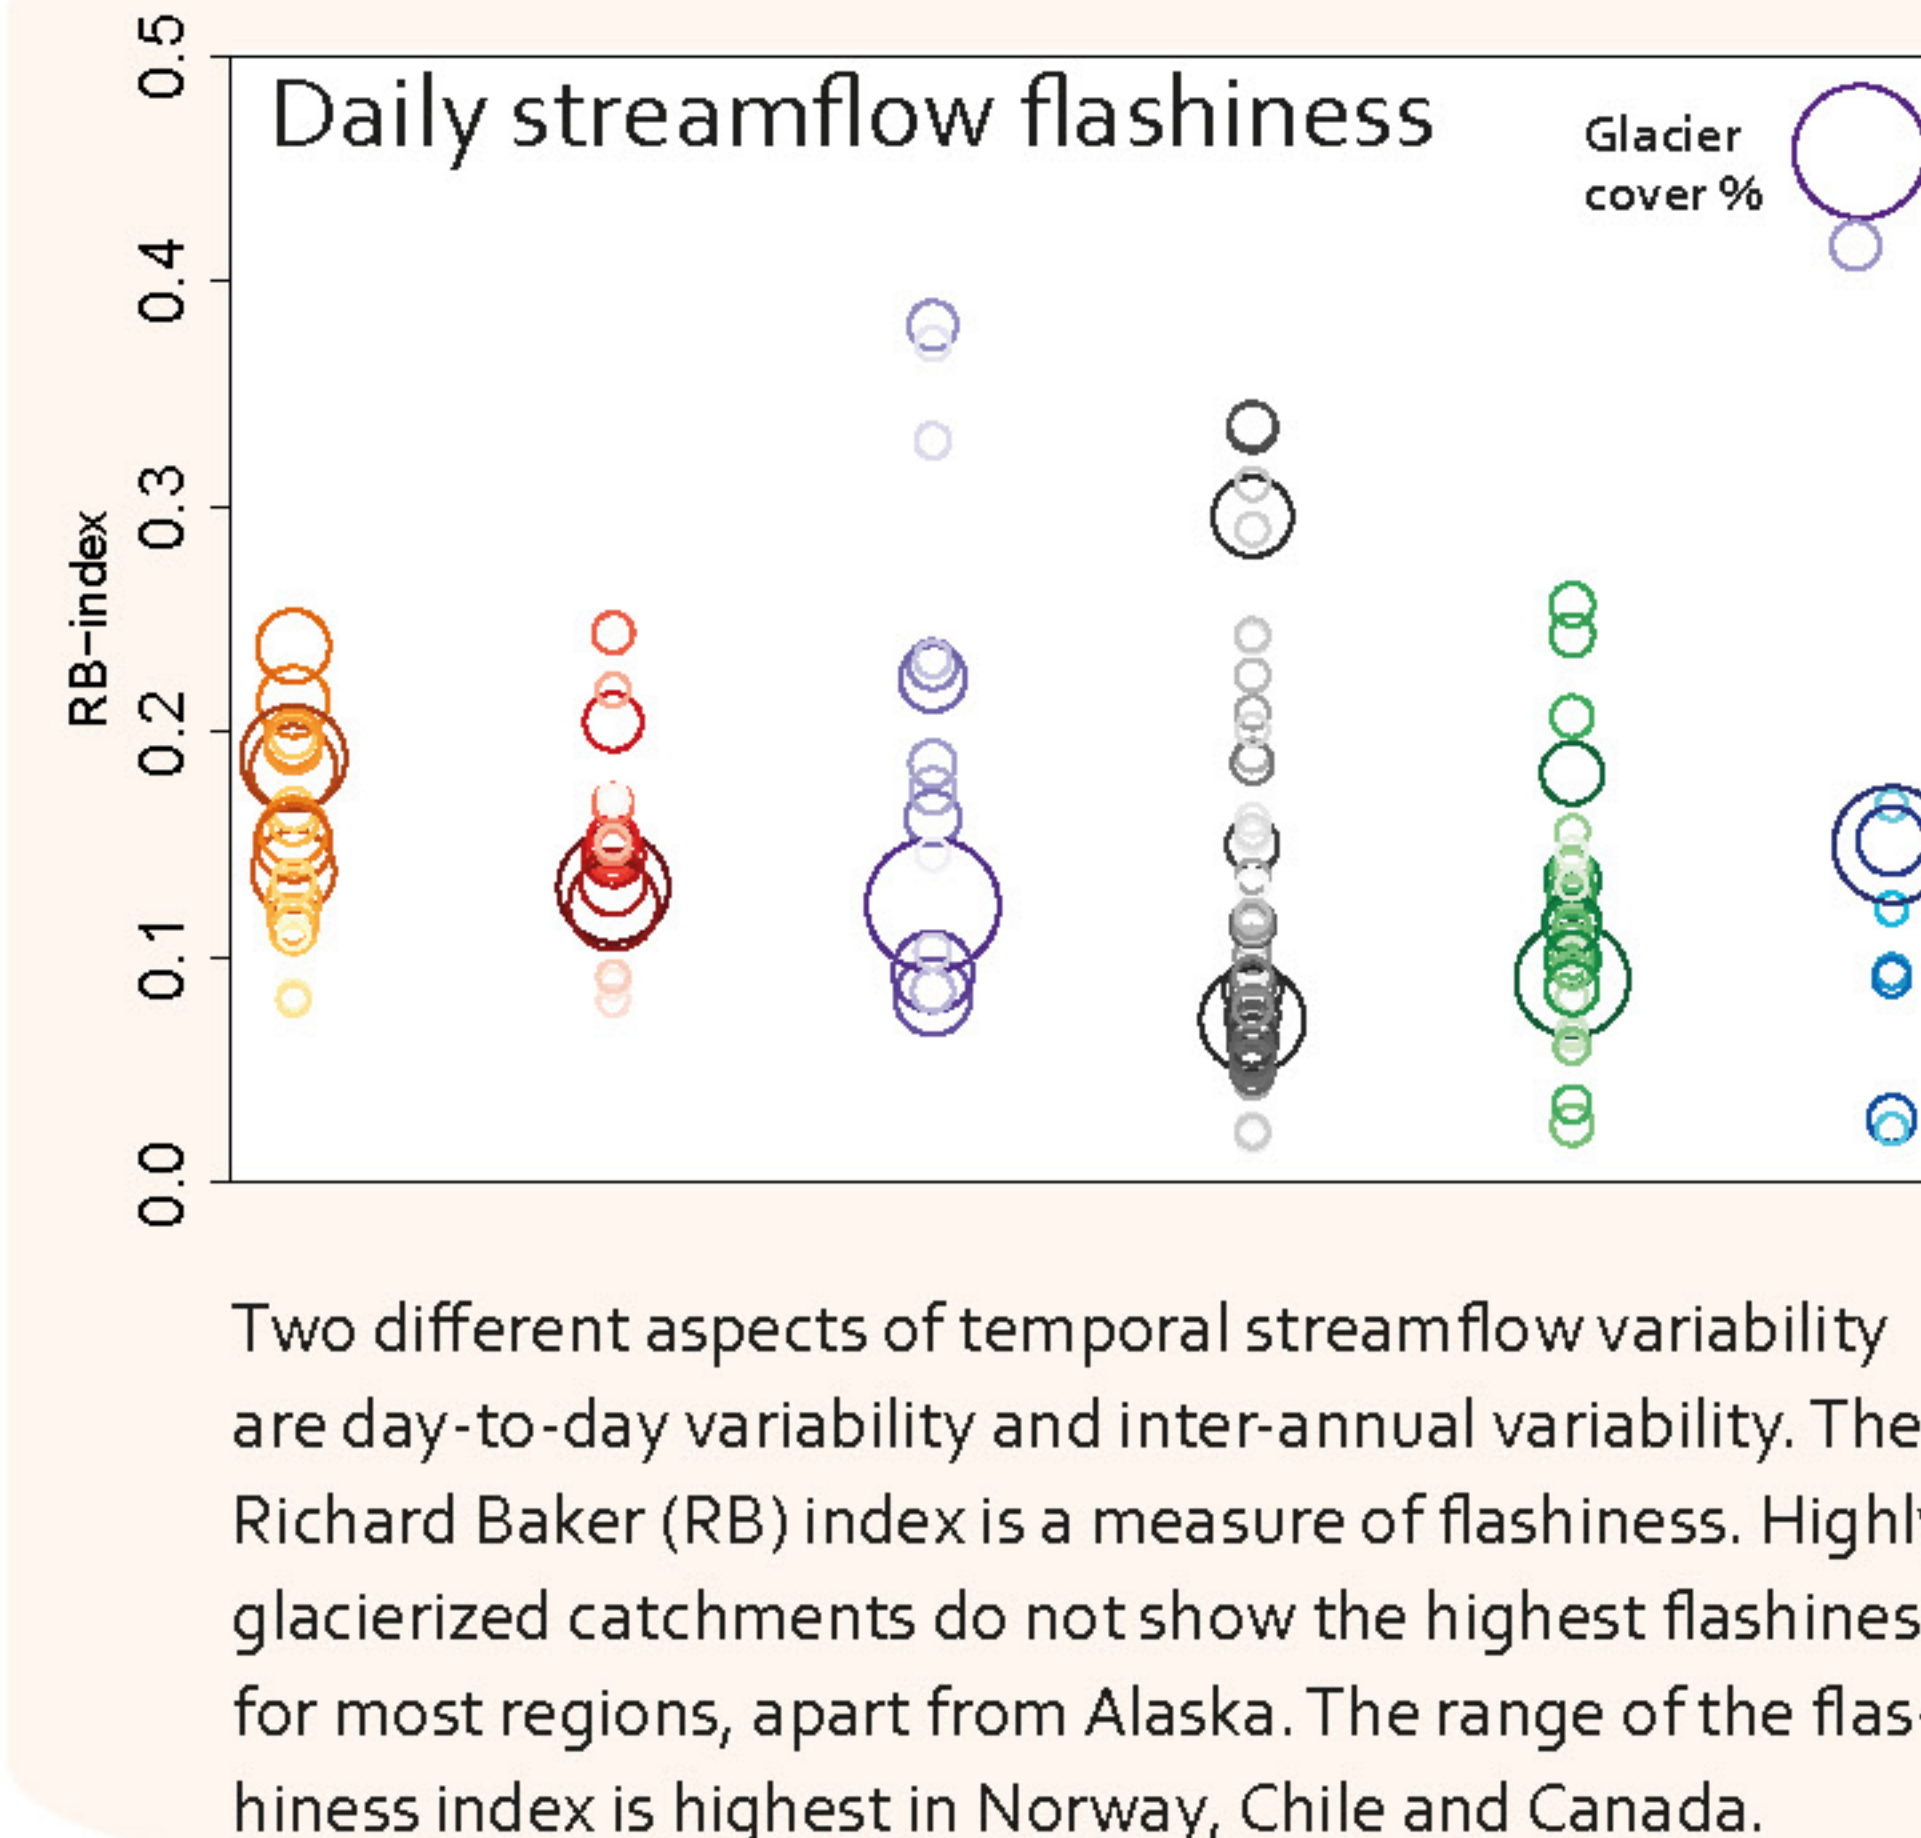 0.5
Daily streamflow flashiness
Glacier
cover %
0.4
0.3
RB-index
0.2
0.1
0.0
Two different aspects of temporal streamflow variability
are day-to-day variability and inter-annual variability. The
Richard Baker (RB) index is a measure of flashiness. Highl
glacierized catchments do not show the highest flashines
for most regions, apart from Alaska. The range of the flas-
hiness index is highest in Norway, Chile and Canada.